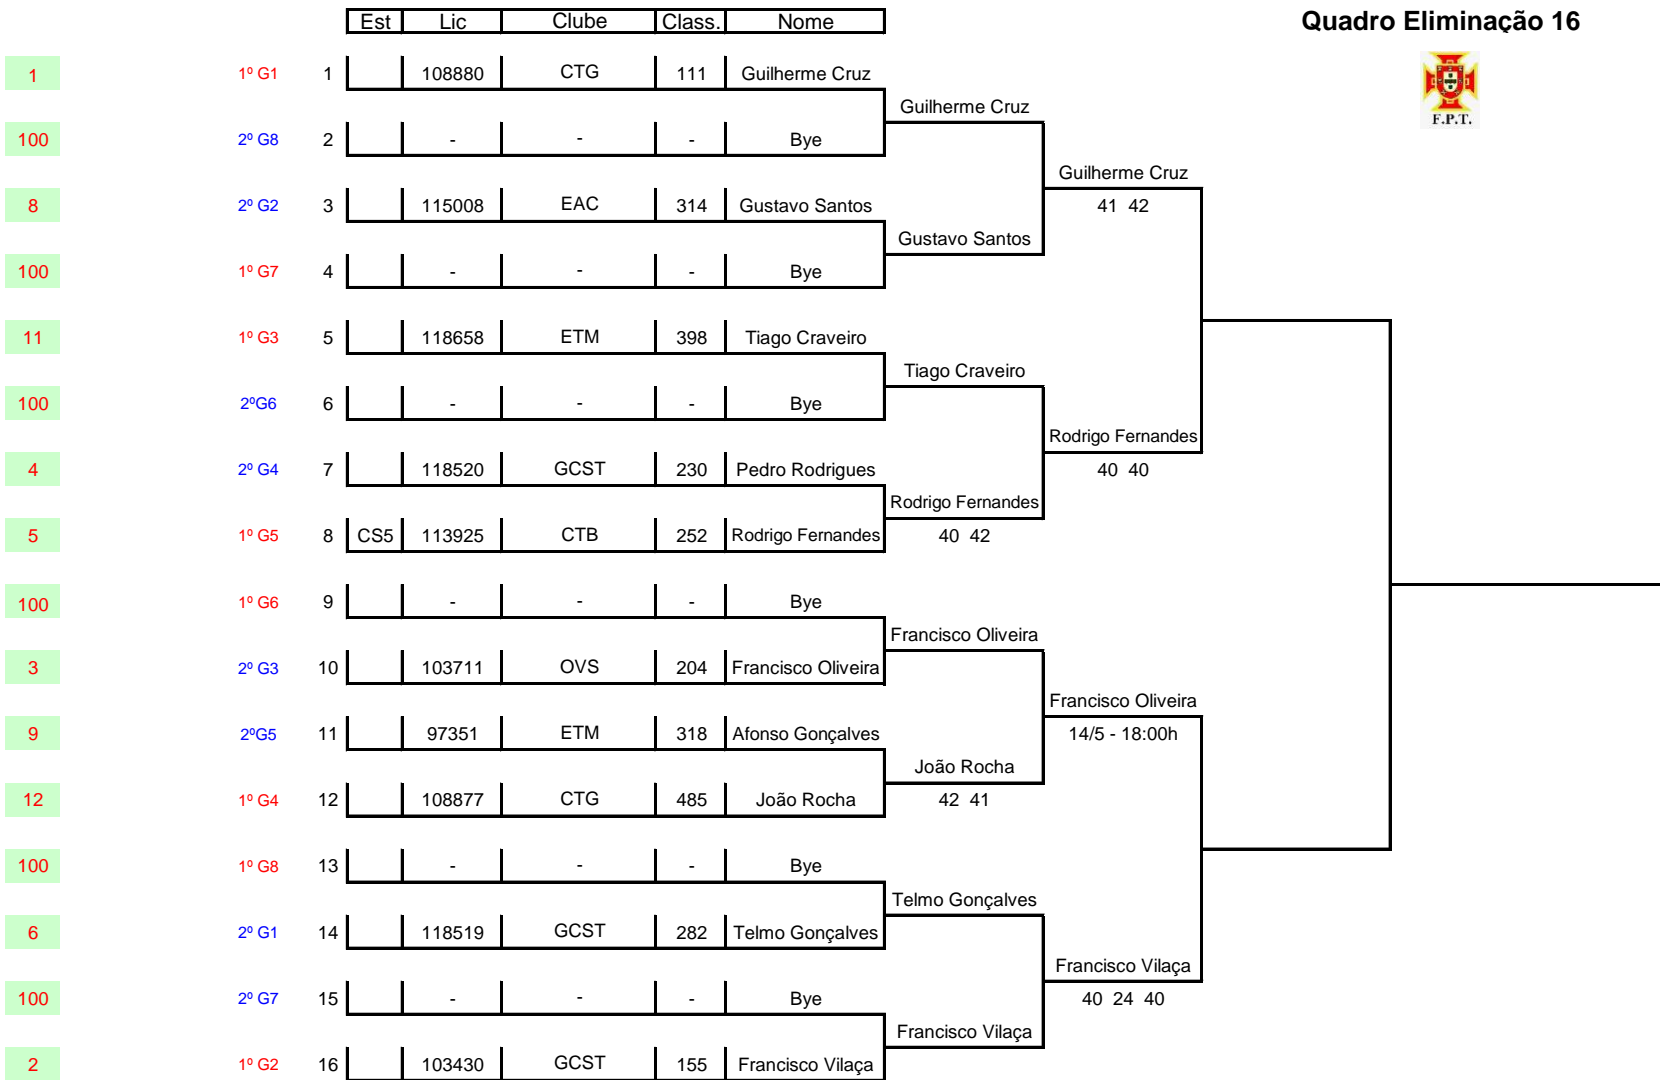 Est Lic Clube Class. Nome
Quadro Eliminação 16
F.P.T.
1 1º G1 1 108880 CTG 111 Guilherme Cruz
Guilherme Cruz
100 2º G8 2 - - - Bye
Guilherme Cruz
8 2º G2 3 115008 EAC 314 Gustavo Santos 41 42
Gustavo Santos
100 1º G7 4 - - - Bye
11 1º G3 5 118658 ETM 398 Tiago Craveiro
Tiago Craveiro
100 2ºG6 6 - - - Bye
Rodrigo Fernandes
4 2º G4 7 118520 GCST 230 Pedro Rodrigues 40 40
Rodrigo Fernandes
5 1º G5 8 CS5 113925 CTB 252 Rodrigo Fernandes 40 42
100 1º G6 9 - - - Bye
Francisco Oliveira
3 2º G3 10 103711 OVS 204 Francisco Oliveira
Francisco Oliveira
9 2ºG5 11 97351 ETM 318 Afonso Gonçalves 14/5 - 18:00h
João Rocha
12 1º G4 12 108877 CTG 485 João Rocha 42 41
100 1º G8 13 - - - Bye
Telmo Gonçalves
6 2º G1 14 118519 GCST 282 Telmo Gonçalves
Francisco Vilaça
100 2º G7 15 - - - Bye 40 24 40
Francisco Vilaça
2 1º G2 16 103430 GCST 155 Francisco Vilaça